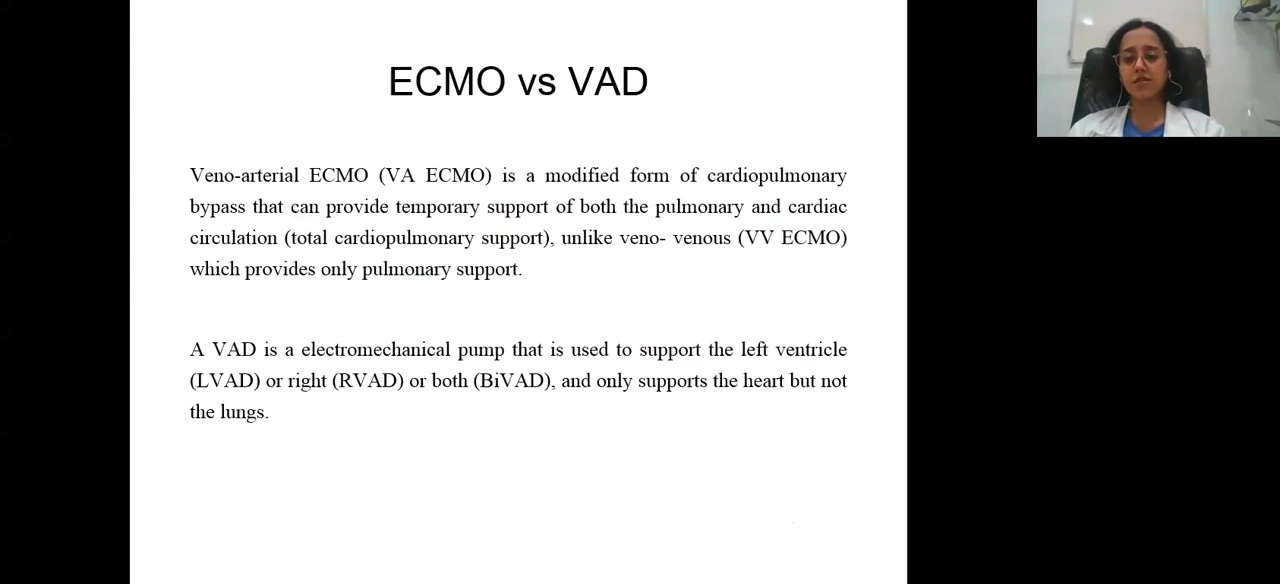 ECMO vs VAD
Veno-arterial ECMO (VA ECMO) is a modified form of cardiopulmonary
bypass that can provide temporary support of both the pulmonary and cardiac
circulation (total cardiopulmonary support), unlike veno- venous (VV ECMO)
which provides only pulmonary support.
A VAD is a electromechanical pump that is used to support the left ventricle
(LVAD) or right (RVAD) or both (BiVAD), and only supports the heart but not
the lungs.